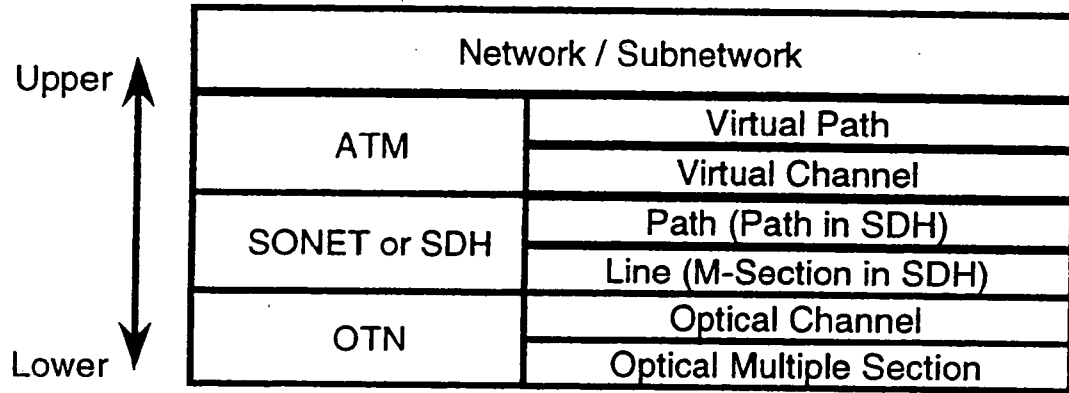 Network / Subnetwork
Upper
ATM
Virtual Path
Virtual Channel
SONET or SDH
Path (Path in SDH)
Line (M-Section in SDH)
OTN
Optical Channel
Optical Multiple Section
Lower